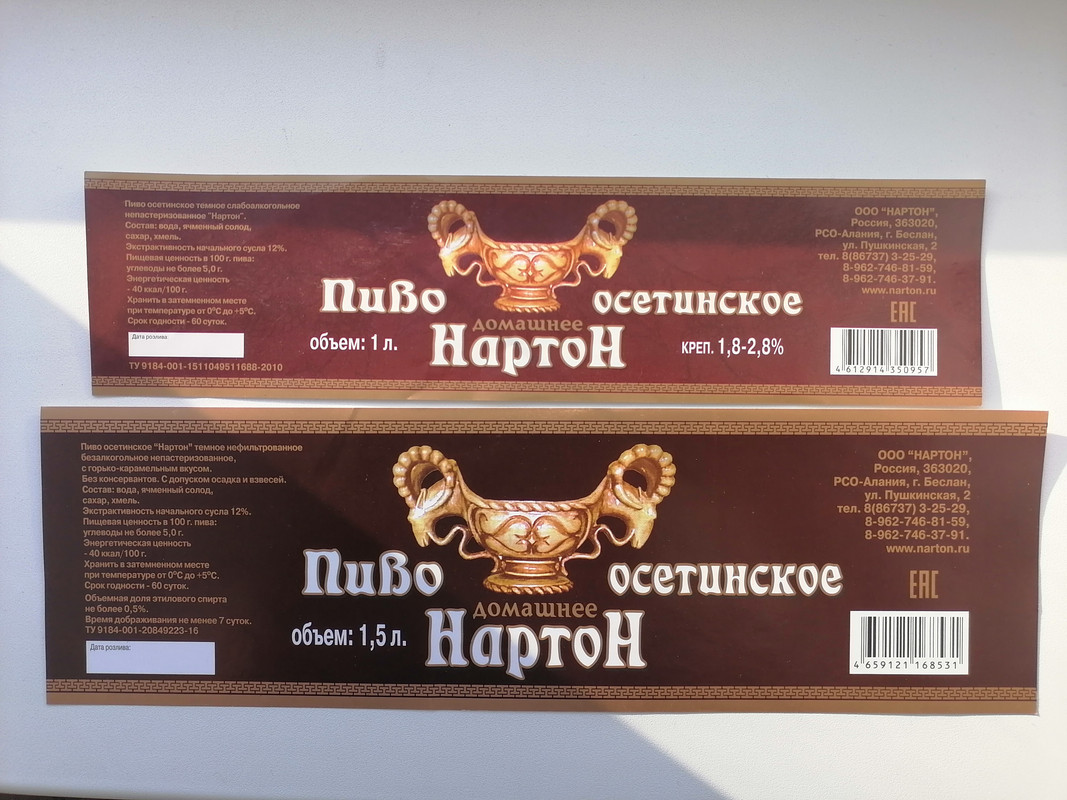 Пиво осетинское темное слабоалкогольное
непастеризованное "Нартон".
Состав: вода, ячменный солод,
сахар, хмель.
Экстрактивность начального сусла 12%.
Пищевая ценность в 100 г. пива:
углеводы не более 5,0 г.
Энергетическая ценность
- 40 ккал/100 г.
Хранить в затемненном месте
при температуре от 0°С до +5°С.
Срок годности - 60 суток.
Дата розлива:
ТУ 9184-001-1511049511688-2010
Пиво осетинское
домашнее
Нартон
объем: 1 л.
КРЕП. 1,8-2,8%
ООО "НАРТОН",
Россия, 363020,
РСО-Алания, г. Беслан,
ул. Пушкинская, 2
тел. 8(86737) 3-25-29,
8-962-746-81-59,
8-962-746-37-91.
www.narton.ru
ЕАС
4 612914 350957
Пиво осетинское "Нартон" темное нефильтрованное
безалкогольное непастеризованное,
с горько-карамельным вкусом.
Без консервантов. С допуском осадка и взвесей.
Состав: вода, ячменный солод,
сахар, хмель.
Экстрактивность начального сусла 12%.
Пищевая ценность в 100 г. пива:
углеводы не более 5,0 г.
Энергетическая ценность
- 40 ккал/100 г.
Хранить в затемненном месте
при температуре от 0°С до +5°С.
Срок годности - 60 суток.
Объемная доля этилового спирта
не более 0,5%.
Время дображивания не менее 7 суток.
ТУ 9184-001-20849223-16
Дата розлива:
Пиво осетинское
домашнее
Нартон
объем: 1,5 л.
ООО "НАРТОН",
Россия, 363020,
РСО-Алания, г. Беслан,
ул. Пушкинская, 2
тел. 8(86737) 3-25-29,
8-962-746-81-59,
8-962-746-37-91.
www.narton.ru
ЕАС
4 659121 168531